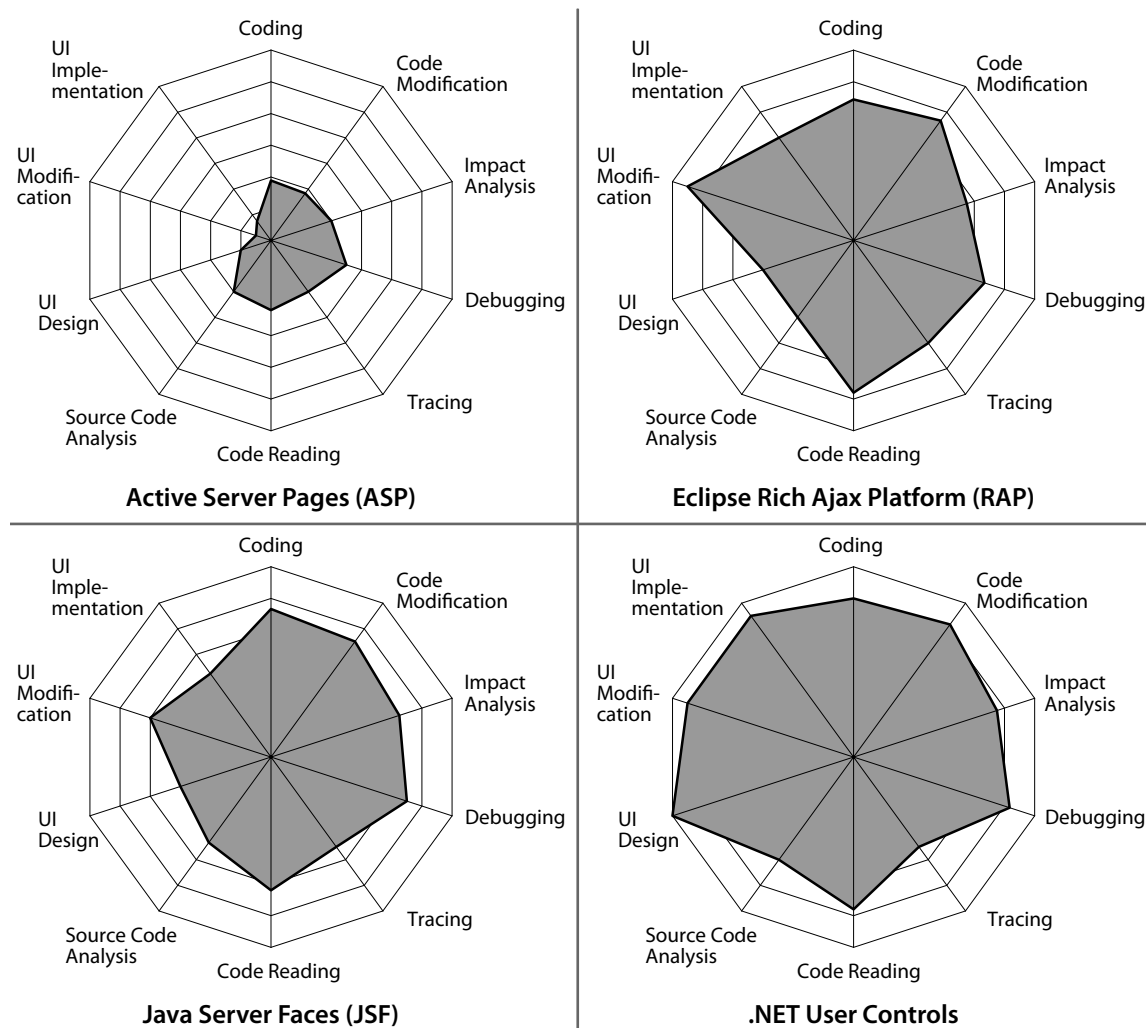 Coding
UI
Imple-
mentation
Code
Modification
UI
Modifi-
cation
Impact
Analysis
UI
Design
Debugging
Source Code
Analysis
Tracing
Code Reading
Active Server Pages (ASP)
Coding
UI
Imple-
mentation
Code
Modification
UI
Modifi-
cation
Impact
Analysis
UI
Design
Debugging
Source Code
Analysis
Tracing
Code Reading
Eclipse Rich Ajax Platform (RAP)
Coding
UI
Imple-
mentation
Code
Modification
UI
Modifi-
cation
Impact
Analysis
UI
Design
Debugging
Source Code
Analysis
Tracing
Code Reading
Java Server Faces (JSF)
Coding
UI
Imple-
mentation
Code
Modification
UI
Modifi-
cation
Impact
Analysis
UI
Design
Debugging
Source Code
Analysis
Tracing
Code Reading
.NET User Controls